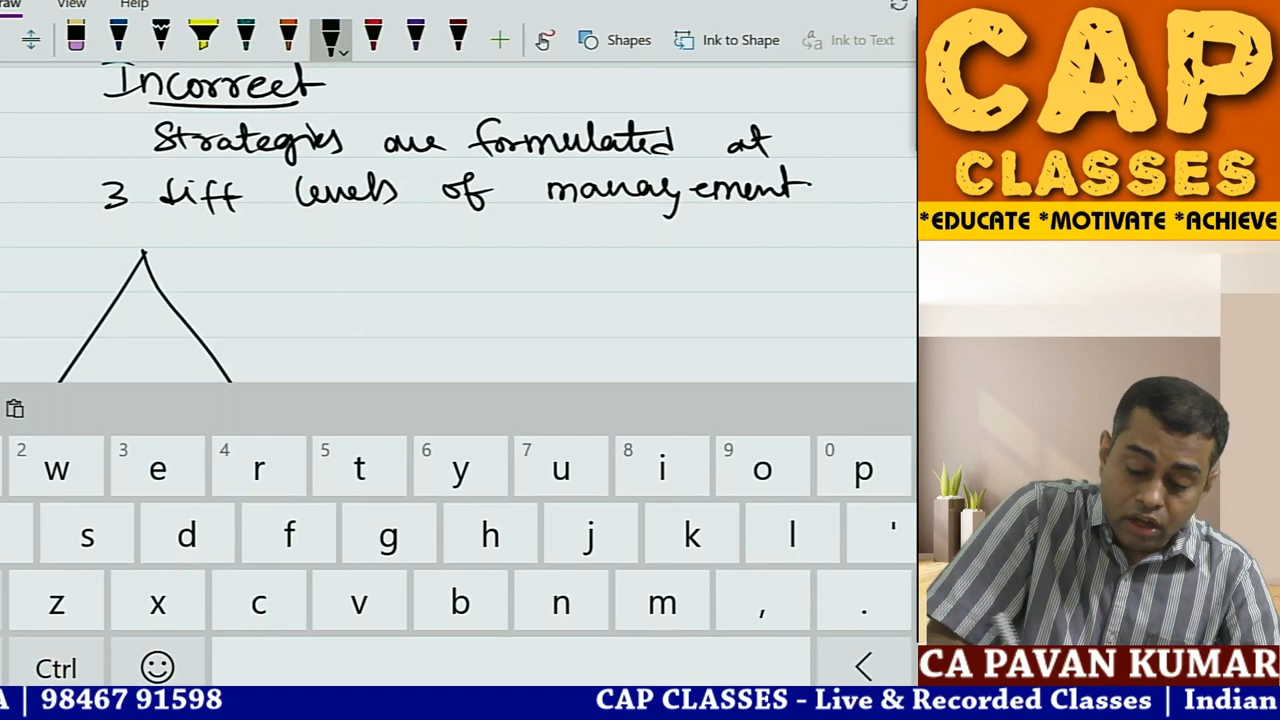 raw View Help
Shapes Ink to Shape Ink to Text
Incorrect
Strategies are formulated at
3 diff levels of management
2 w 3 e 4 r 5 t 6 y 7 u 8 i 9 o 0 p
s d f g h j k l '
z x c v b n m , .
Ctrl
CAP
CLASSES
*EDUCATE *MOTIVATE *ACHIEVE
CA PAVAN KUMAR
A | 98467 91598 CAP CLASSES - Live & Recorded Classes | Indian